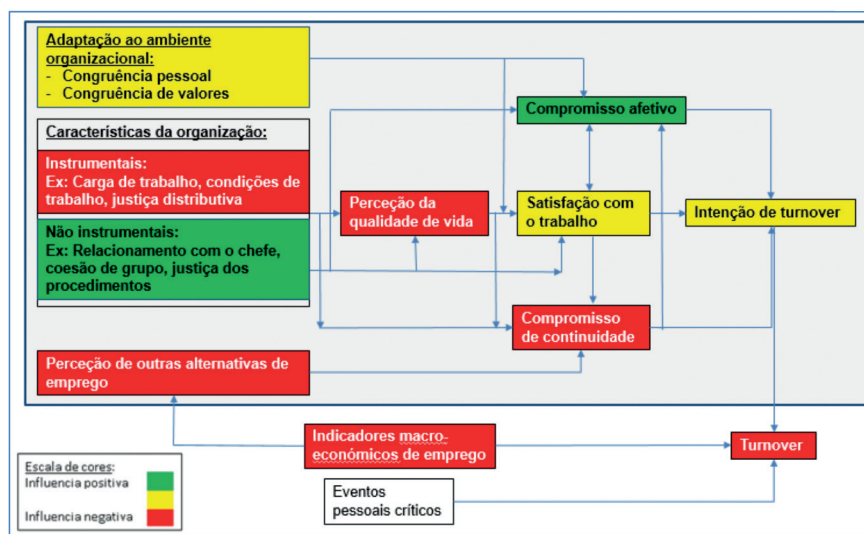 Adaptação ao ambiente
organizacional:
- Congruência pessoal
- Congruência de valores
Compromisso afetivo
Características da organização:
Instrumentais:
Ex: Carga de trabalho, condições de
trabalho, justiça distributiva
Perceção da
qualidade de vida
Satisfação com
o trabalho
Intenção de turnover
Não instrumentais:
Ex: Relacionamento com o chefe,
coesão de grupo, justiça dos
procedimentos
Compromisso
de continuidade
Perceção de outras alternativas de
emprego
Indicadores macro-
económicos de emprego
Turnover
Eventos
pessoais críticos
Escala de cores:
Influencia positiva
Influencia negativa